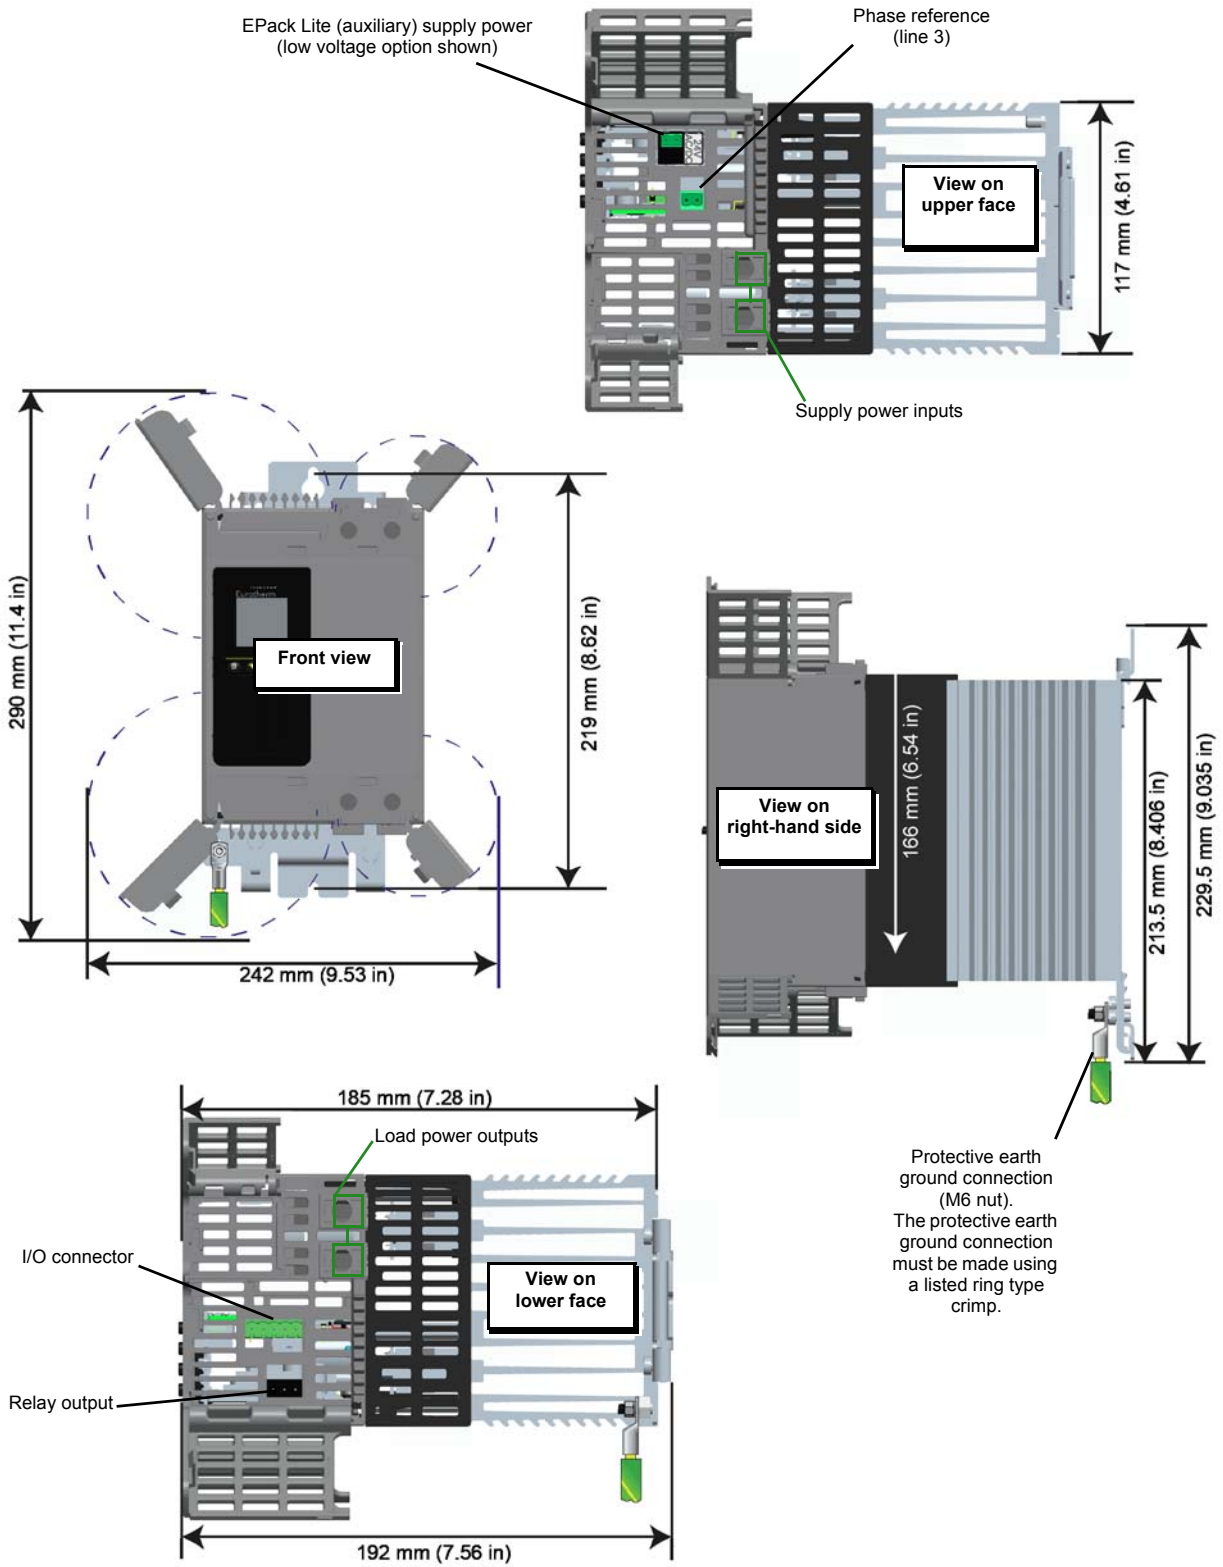 EPack Lite (auxiliary) supply power
(low voltage option shown)
Phase reference
(line 3)
View on
upper face
117 mm (4.61 in)
Supply power inputs
290 mm (11.4 in)
Eurotherm
Front view
219 mm (8.62 in)
242 mm (9.53 in)
View on
right-hand side
166 mm (6.54 in)
213.5 mm (8.406 in)
229.5 mm (9.035 in)
Protective earth
ground connection
(M6 nut).
The protective earth
ground connection
must be made using
a listed ring type
crimp.
185 mm (7.28 in)
Load power outputs
I/O connector
View on
lower face
Relay output
192 mm (7.56 in)